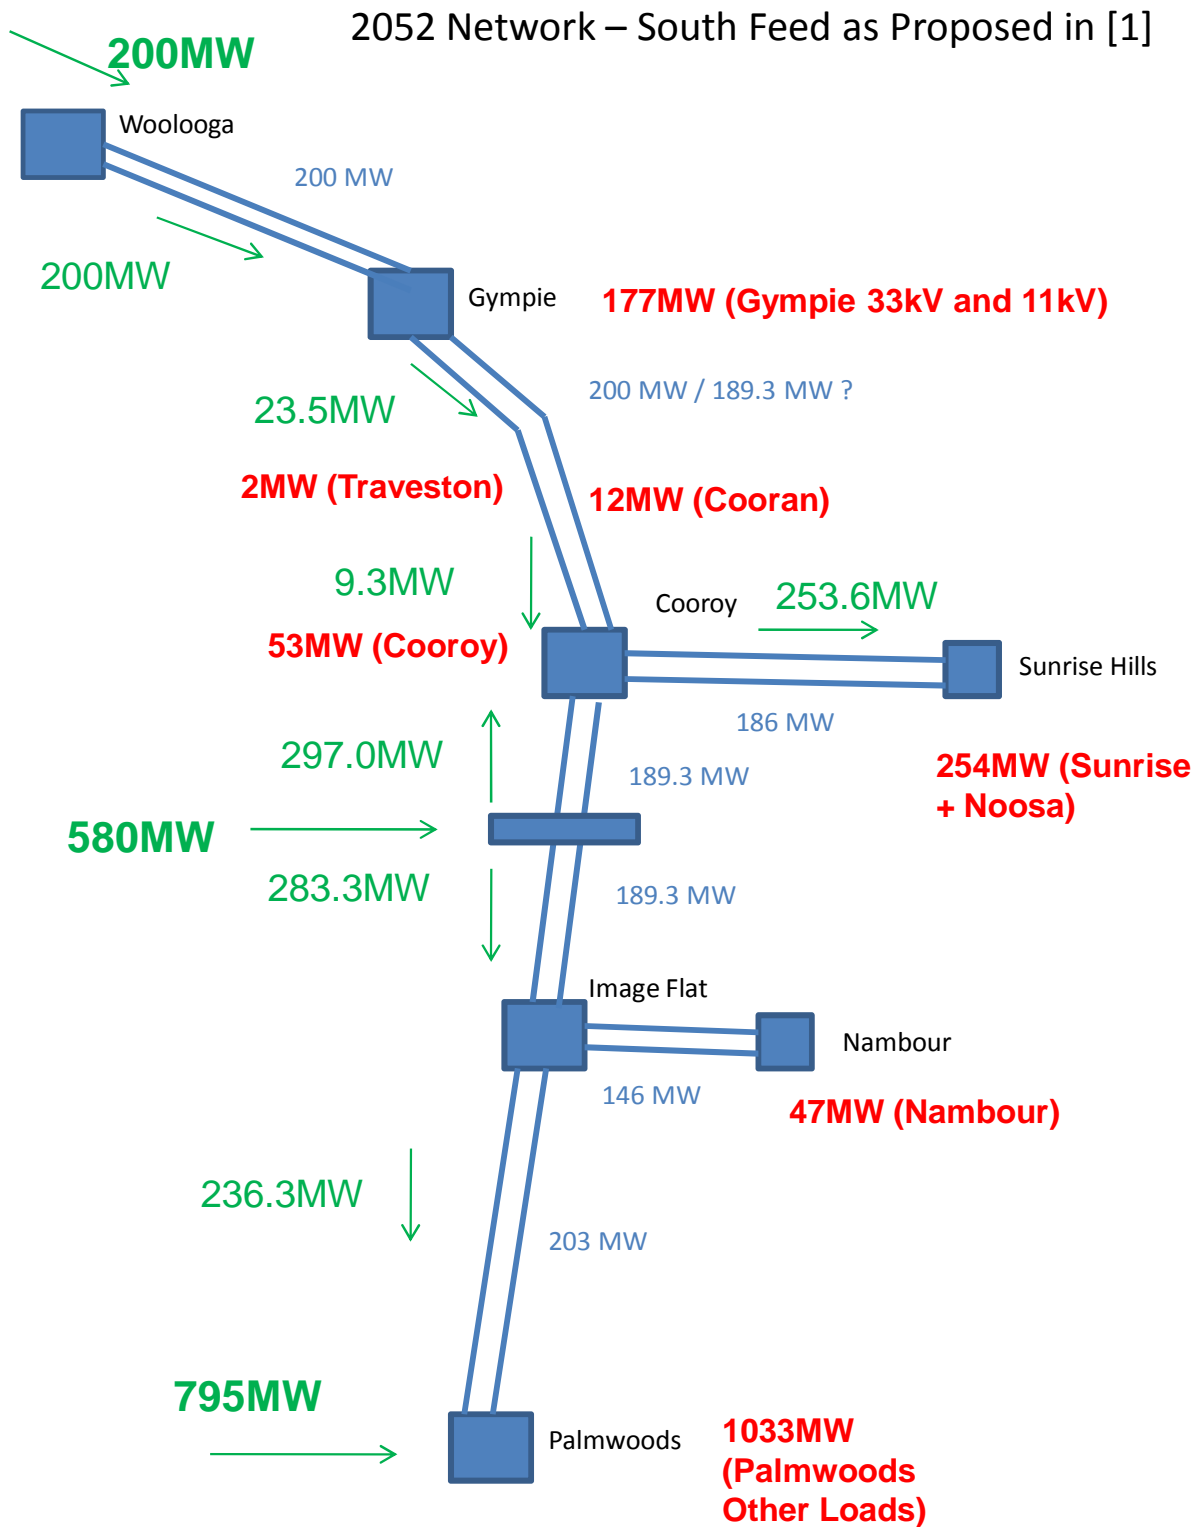 2052 Network – South Feed as Proposed in [1]
200MW
Woolooga
200 MW
200MW
Gympie
177MW (Gympie 33kV and 11kV)
200 MW / 189.3 MW ?
23.5MW
2MW (Traveston)
12MW (Cooran)
9.3MW
Cooroy
253.6MW
53MW (Cooroy)
Sunrise Hills
186 MW
297.0MW
189.3 MW
254MW (Sunrise
+ Noosa)
580MW
283.3MW
189.3 MW
Image Flat
Nambour
146 MW
47MW (Nambour)
236.3MW
203 MW
795MW
Palmwoods
1033MW
(Palmwoods
Other Loads)